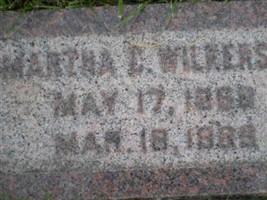 MARTHA C. WILKERS
MAY 17,
MAR. 18,